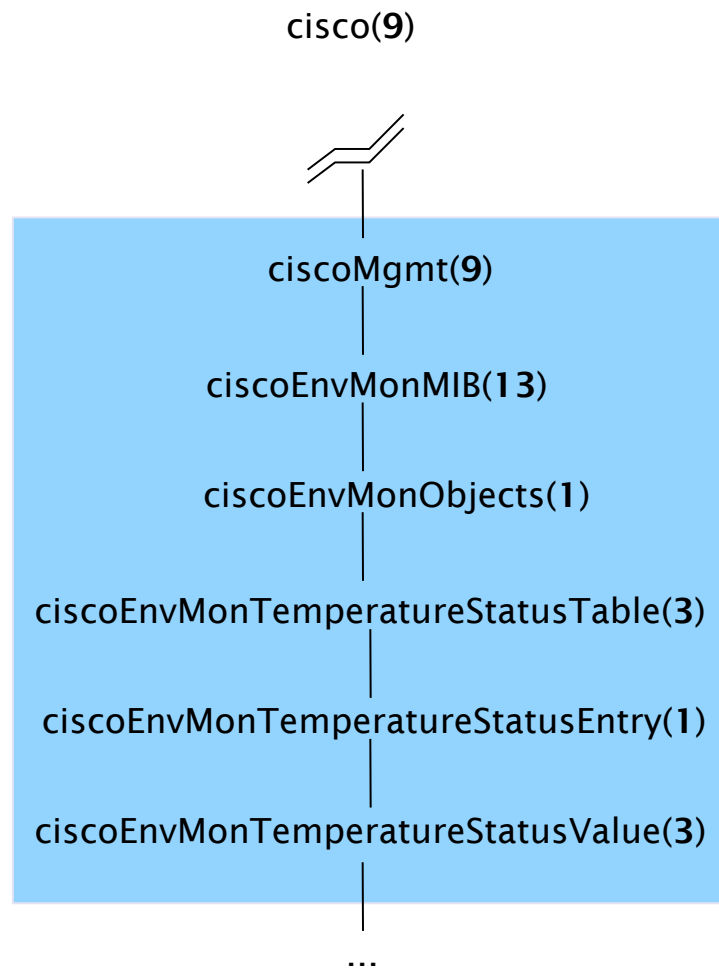 cisco(9)
ciscoMgmt(9)
ciscoEnvMonMIB(13)
ciscoEnvMonObjects(1)
ciscoEnvMonTemperatureStatusTable(3)
ciscoEnvMonTemperatureStatusEntry(1)
ciscoEnvMonTemperatureStatusValue(3)
...